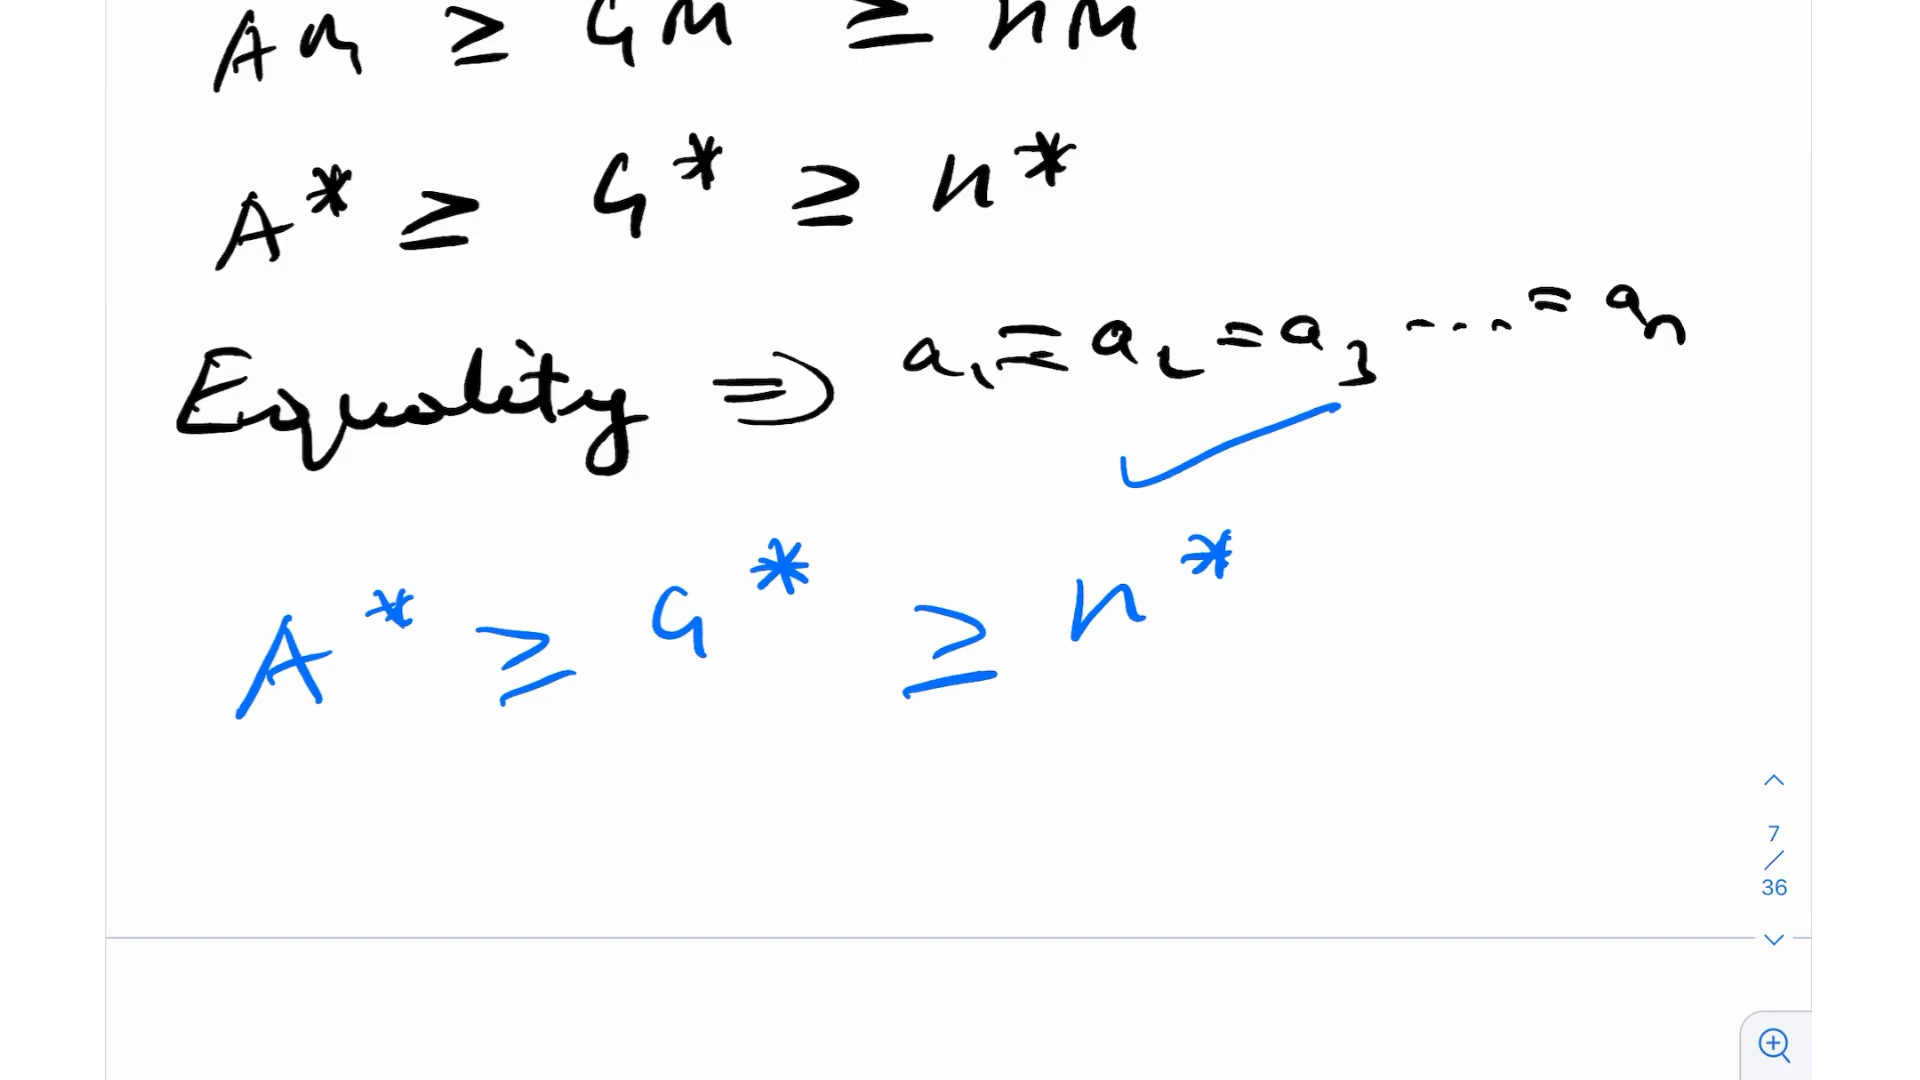 AM ≥ GM ≥ HM
A* ≥ G* ≥ H*
Equality ⇒ a₁ = a₂ = a₃ .... = aₙ
A* ≥ G* ≥ H*
7
/
36